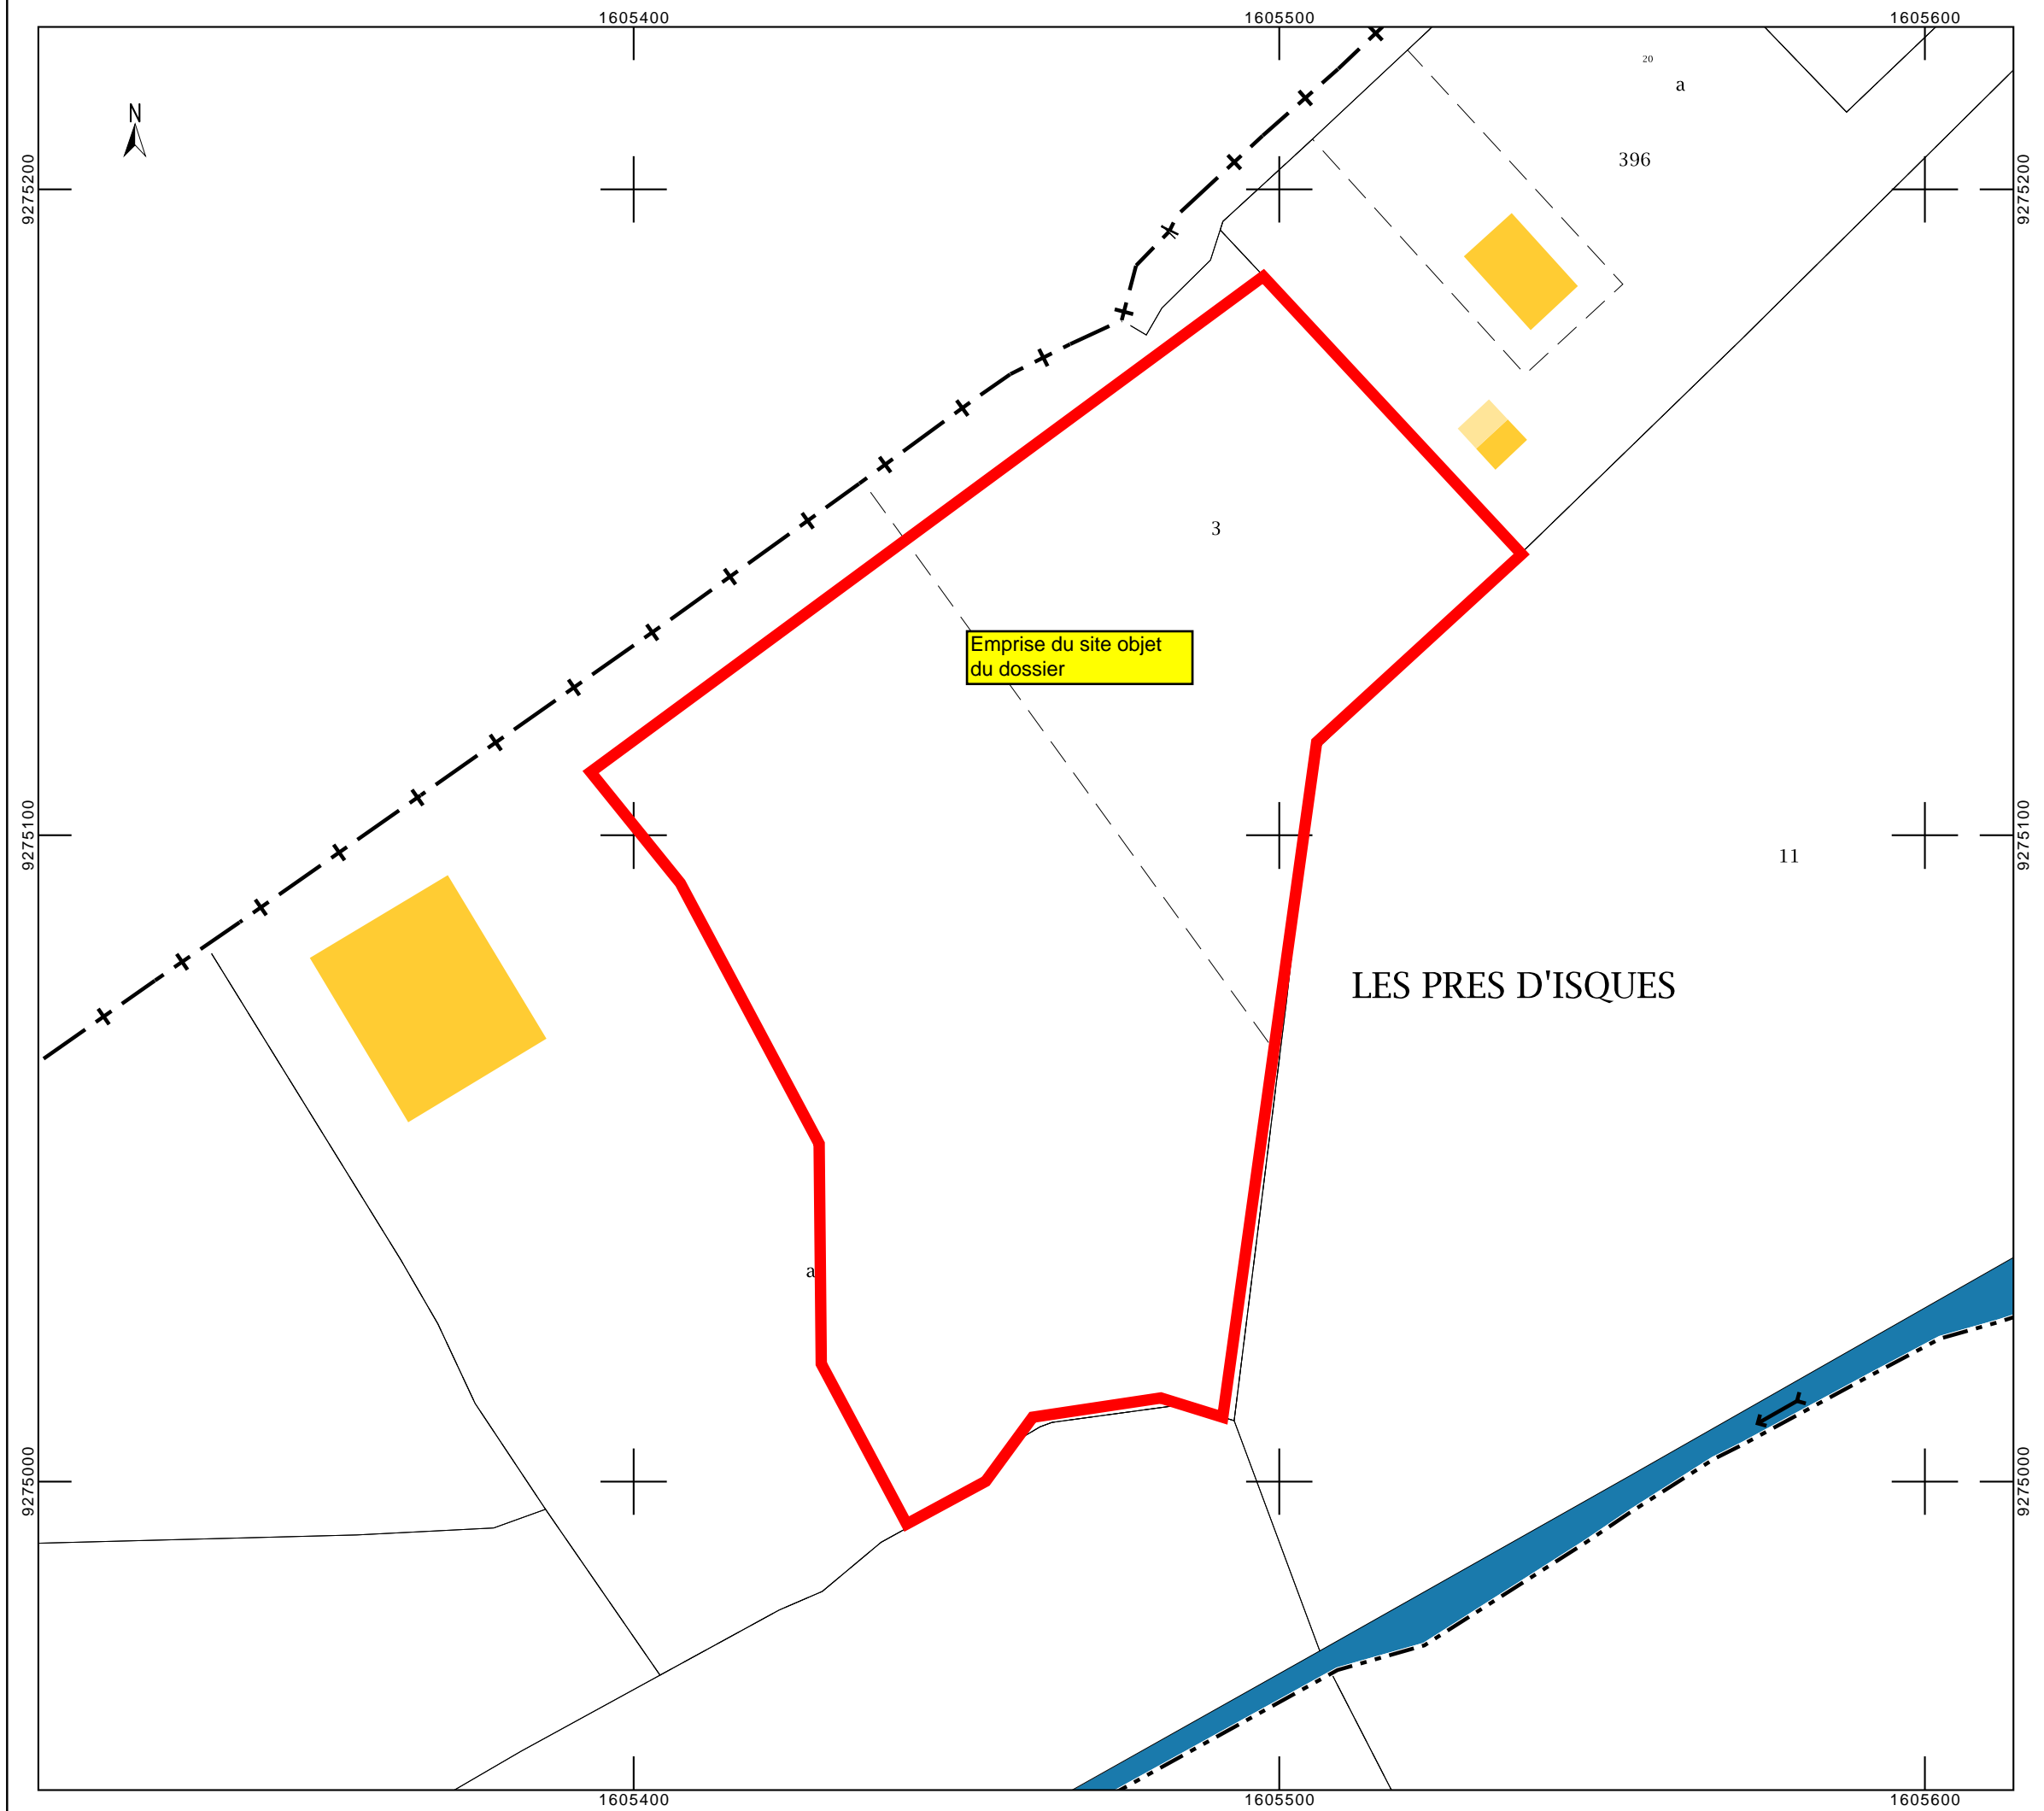 1605400 1605500 1605600
20
a
N
396
9275200 9275200
3
Emprise du site objet
du dossier
9275100 9275100
11
LES PRES D'ISQUES
a
9275000 9275000
1605400 1605500 1605600